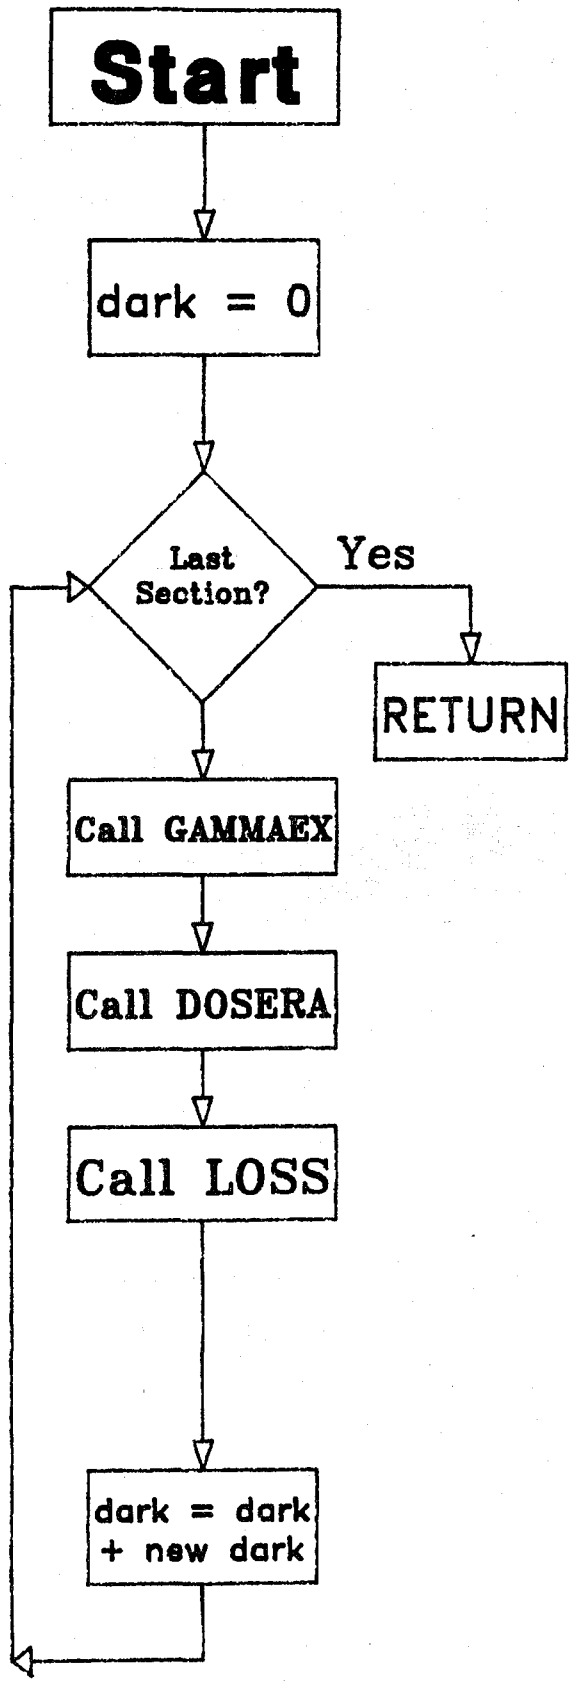 Start
dark = 0
Last
Section?
Yes
RETURN
Call GAMMAEX
Call DOSERA
Call LOSS
dark = dark
+ new dark